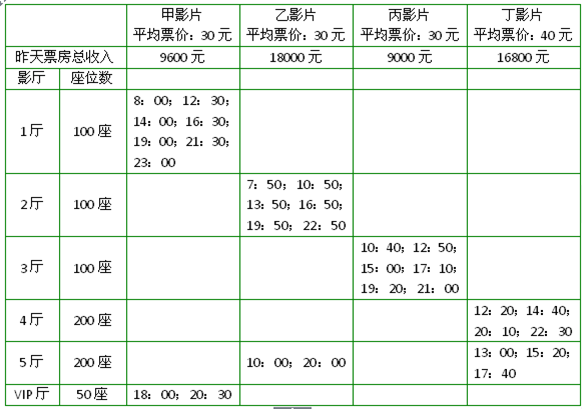 甲影片 乙影片 丙影片 丁影片
平均票价：30元 平均票价：30元 平均票价：30元 平均票价：40元
昨天票房总收入 9600元 18000元 9000元 16800元
影厅 座位数
1厅 100座
8：00；12：30；
14：00；16：30；
19：00；21：30；
23：00
2厅 100座
7：50；10：50；
13：50；16：50；
19：50；22：50
3厅 100座
10：40；12：50；
15：00；17：10；
19：20；21：00
4厅 200座
12：20；14：40；
20：10；22：30
5厅 200座 10：00；20：00
13：00；15：20；
17：40
VIP厅 50座 18：00；20：30